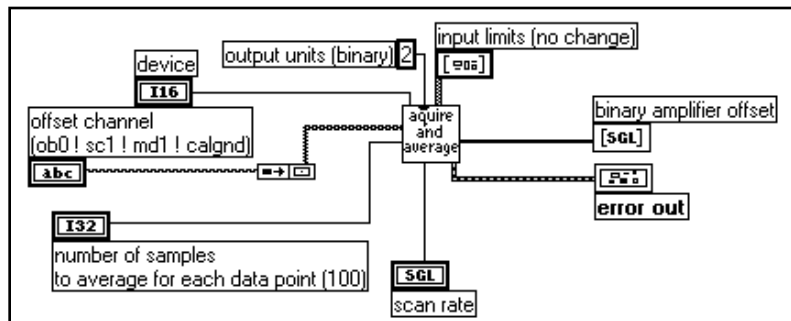 input limits (no change)
output units (binary) 2
device
I16
aquire
and
average
binary amplifier offset
[SGL]
offset channel
(ob0 ! sc1 ! md1 ! calgnd)
abc
error out
I32
number of samples
to average for each data point (100)
SGL
scan rate